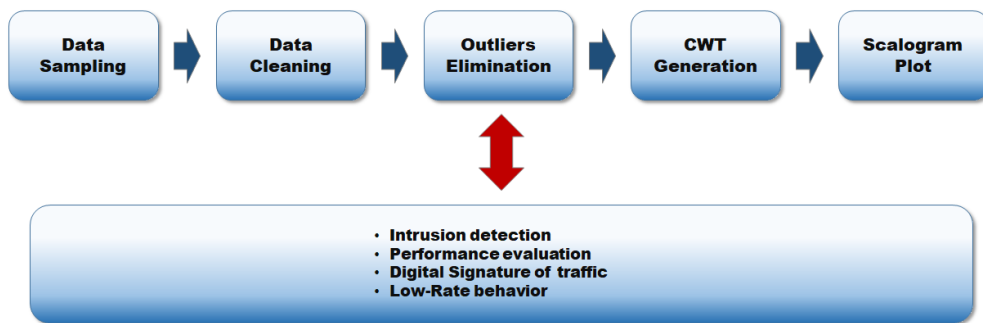 Data
Sampling
Data
Cleaning
Outliers
Elimination
CWT
Generation
Scalogram
Plot
• Intrusion detection
• Performance evaluation
• Digital Signature of traffic
• Low-Rate behavior